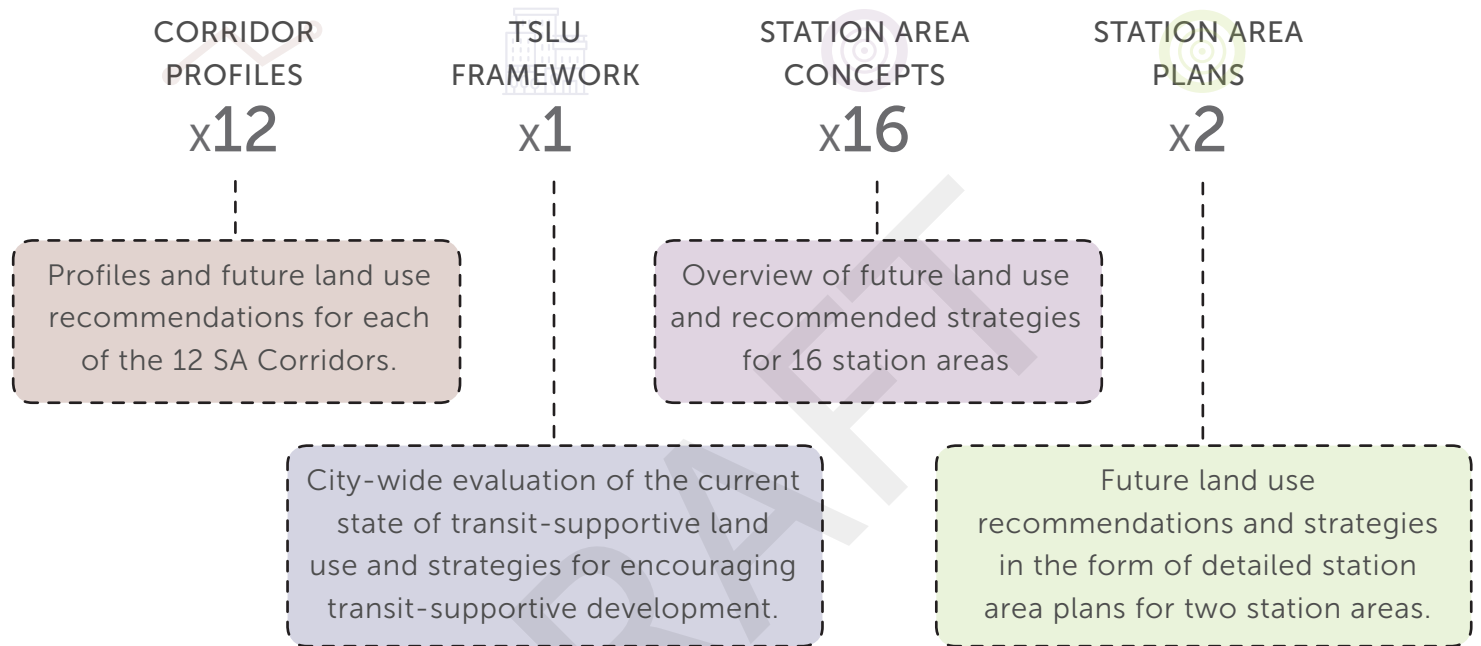 CORRIDOR
PROFILES
x12
TSLU
FRAMEWORK
x1
STATION AREA
CONCEPTS
x16
STATION AREA
PLANS
x2
Profiles and future land use
recommendations for each
of the 12 SA Corridors.
Overview of future land use
and recommended strategies
for 16 station areas
City-wide evaluation of the current
state of transit-supportive land
use and strategies for encouraging
transit-supportive development.
Future land use
recommendations and strategies
in the form of detailed station
area plans for two station areas.
RAFT